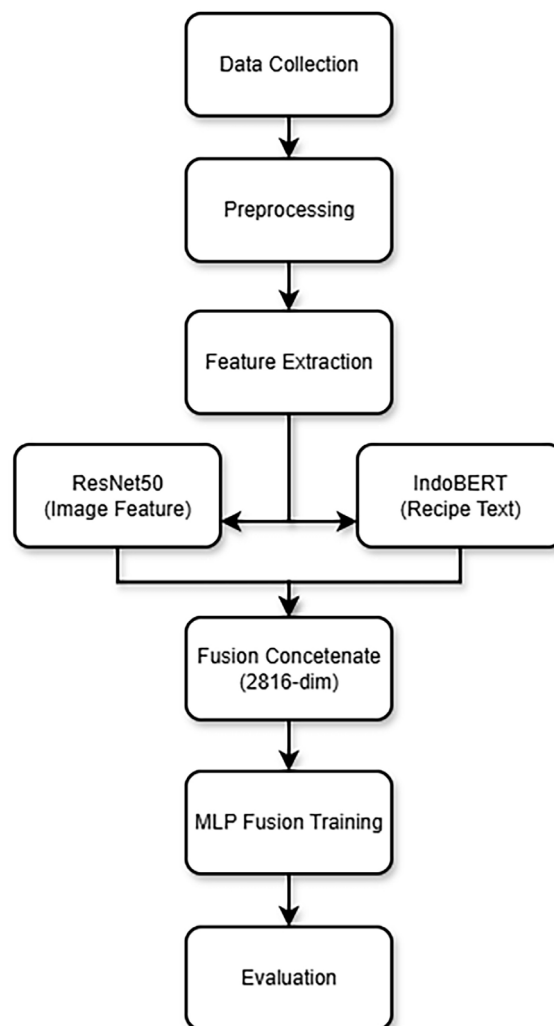 Data Collection
Preprocessing
Feature Extraction
ResNet50
(Image Feature)
IndoBERT
(Recipe Text)
Fusion Concetenate
(2816-dim)
MLP Fusion Training
Evaluation